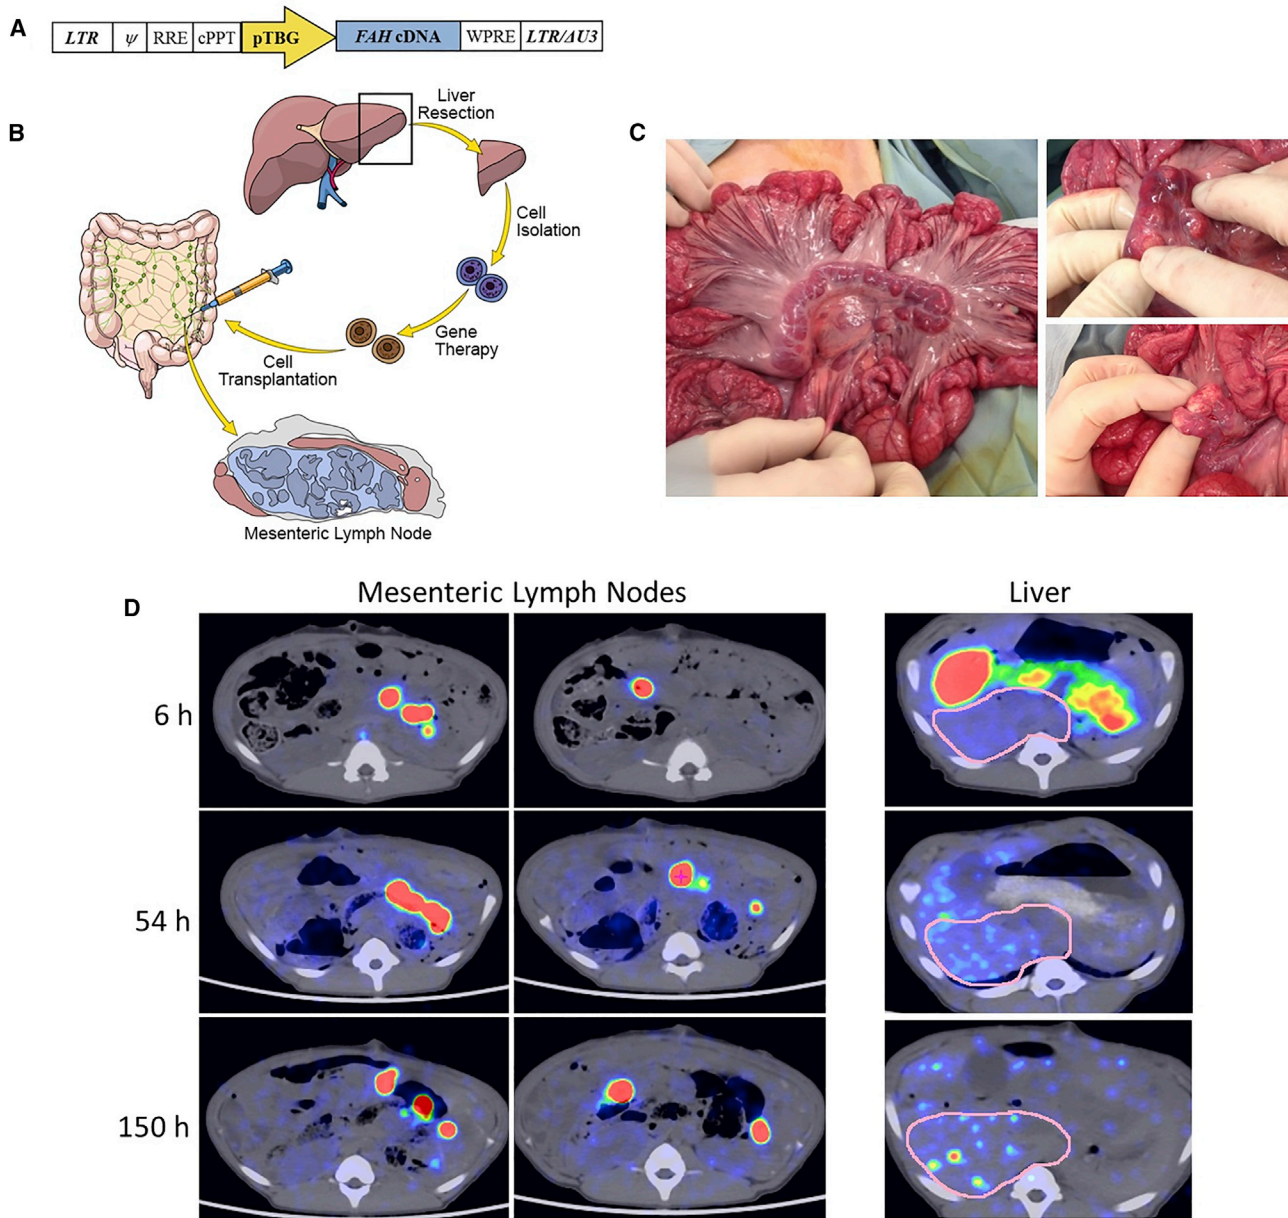 A
LTR ψ RRE cPPT pTBG FAH cDNA WPRE LTR/ΔU3
B
Liver
Resection
Cell
Isolation
Gene
Therapy
Cell
Transplantation
Mesenteric Lymph Node
C
D
Mesenteric Lymph Nodes Liver
6 h
54 h
150 h